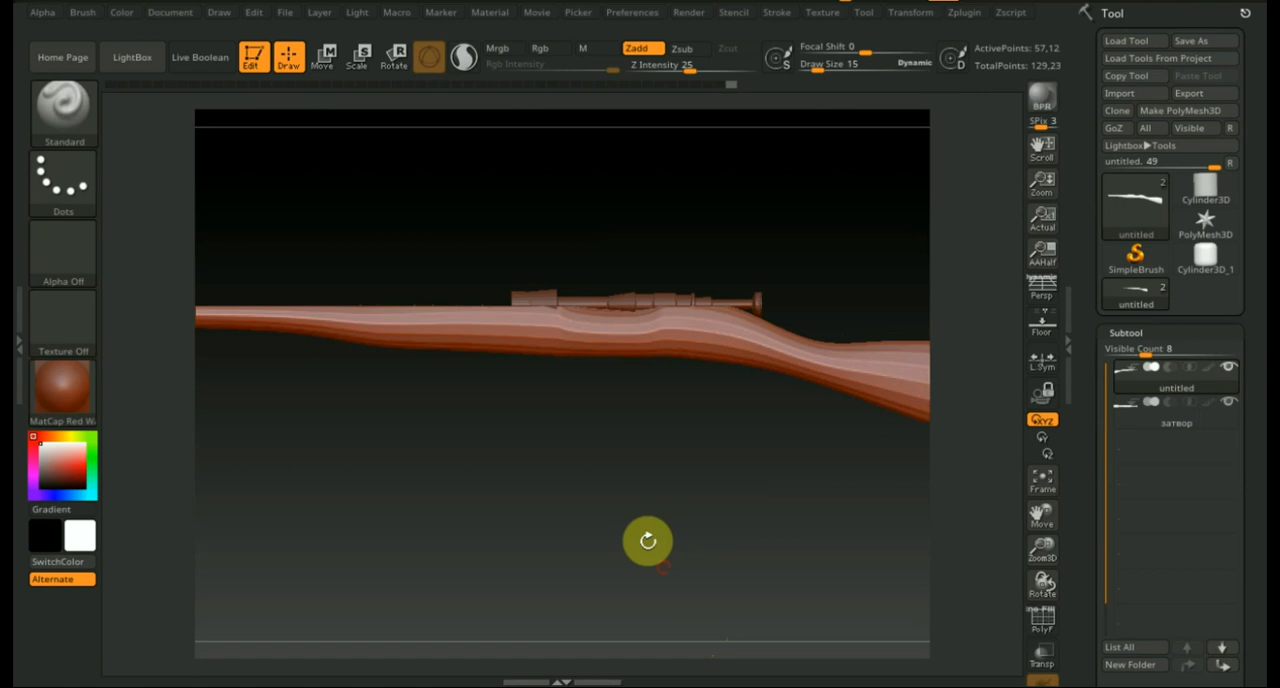 Alpha Brush Color Document Draw Edit File Layer Light Macro Marker Material Movie Picker Preferences Render Stencil Stroke Texture Tool Transform Zplugin Zscript
Tool
Home Page
LightBox
Live Boolean
Edit
Draw
Move
Scale
Rotate
Mrgb Rgb M
Rgb Intensity
Zadd Zsub Zcut
Z Intensity 25
S
Focal Shift 0
Draw Size 15 Dynamic
D
ActivePoints: 57,12
TotalPoints: 129,23
Standard
Dots
Alpha Off
Texture Off
MatCap Red W
Gradient
SwitchColor
Alternate
BPR
SPix 3
Scroll
Zoom
Actual
AAHalf
Persp
Floor
L.Sym
XYZ
Frame
Move
Zoom3D
Rotate
PolyF
Transp
Load Tool Save As
Load Tools From Project
Copy Tool Paste Tool
Import Export
Clone Make PolyMesh3D
GoZ All Visible R
Lightbox▶Tools
untitled. 49 R
2
untitled
Cylinder3D
PolyMesh3D
SimpleBrush
Cylinder3D_1
2
untitled
Subtool
Visible Count 8
untitled
затвор
List All
New Folder